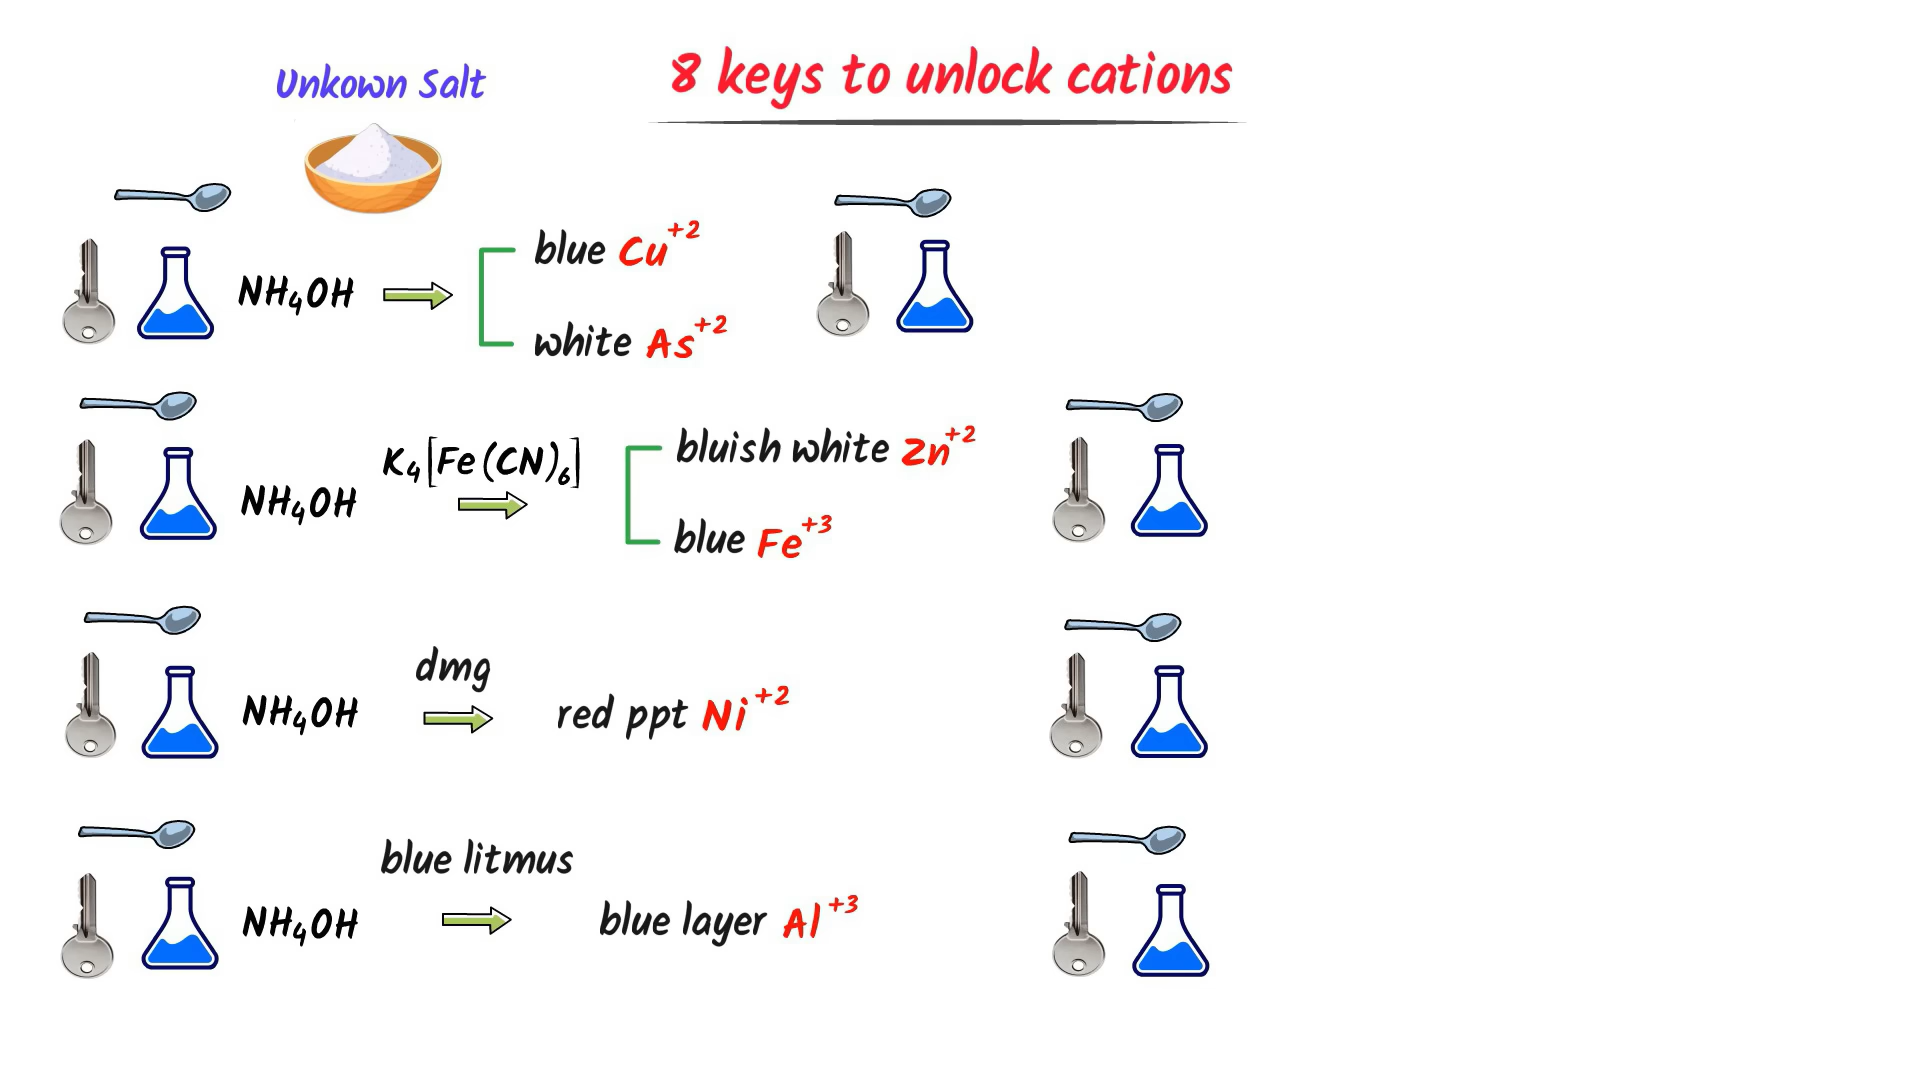 Unkown Salt
8 keys to unlock cations
NH₄OH
blue Cu⁺²
white As⁺²
NH₄OH
K₄[Fe(CN)₆]
bluish white Zn⁺²
blue Fe⁺³
NH₄OH
dmg
red ppt Ni⁺²
NH₄OH
blue litmus
blue layer Al⁺³